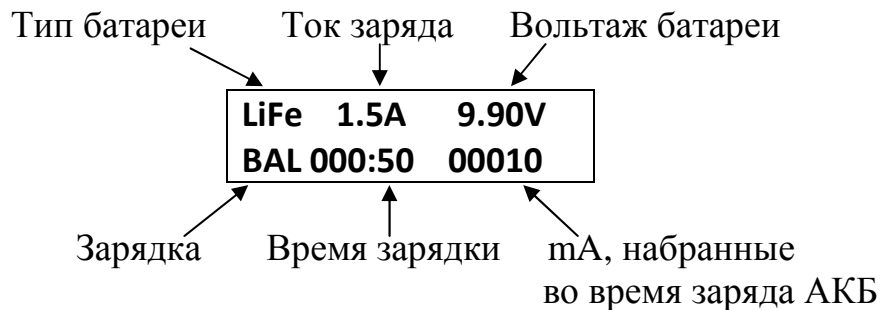 Тип батареи Ток заряда Вольтаж батареи
LiFe 1.5A 9.90V
BAL 000:50 00010
Зарядка Время зарядки mA, набранные
во время заряда АКБ